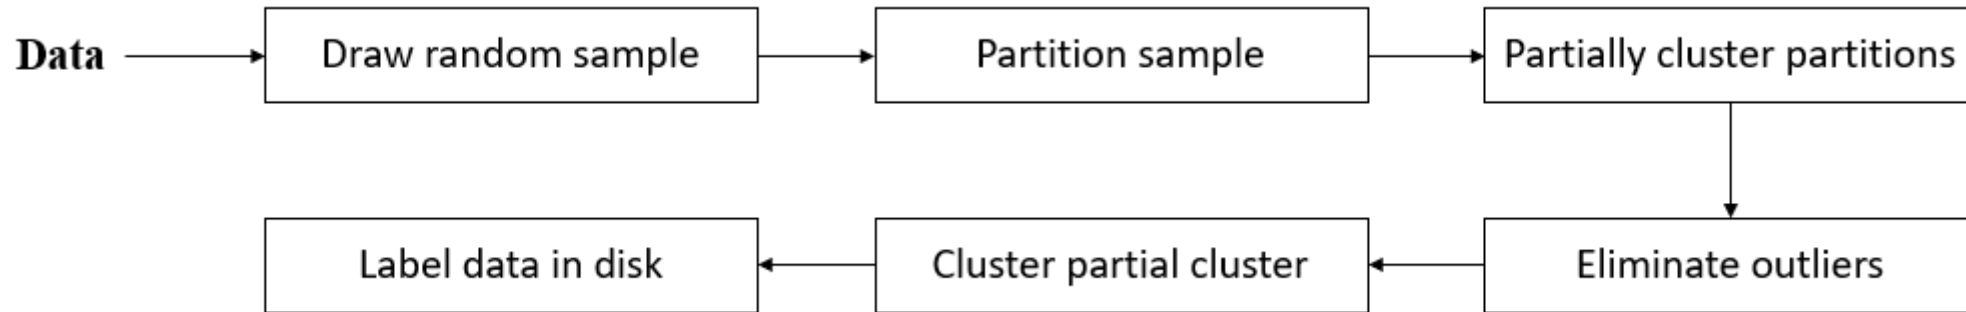 Data
Draw random sample
Partition sample
Partially cluster partitions
Eliminate outliers
Cluster partial cluster
Label data in disk